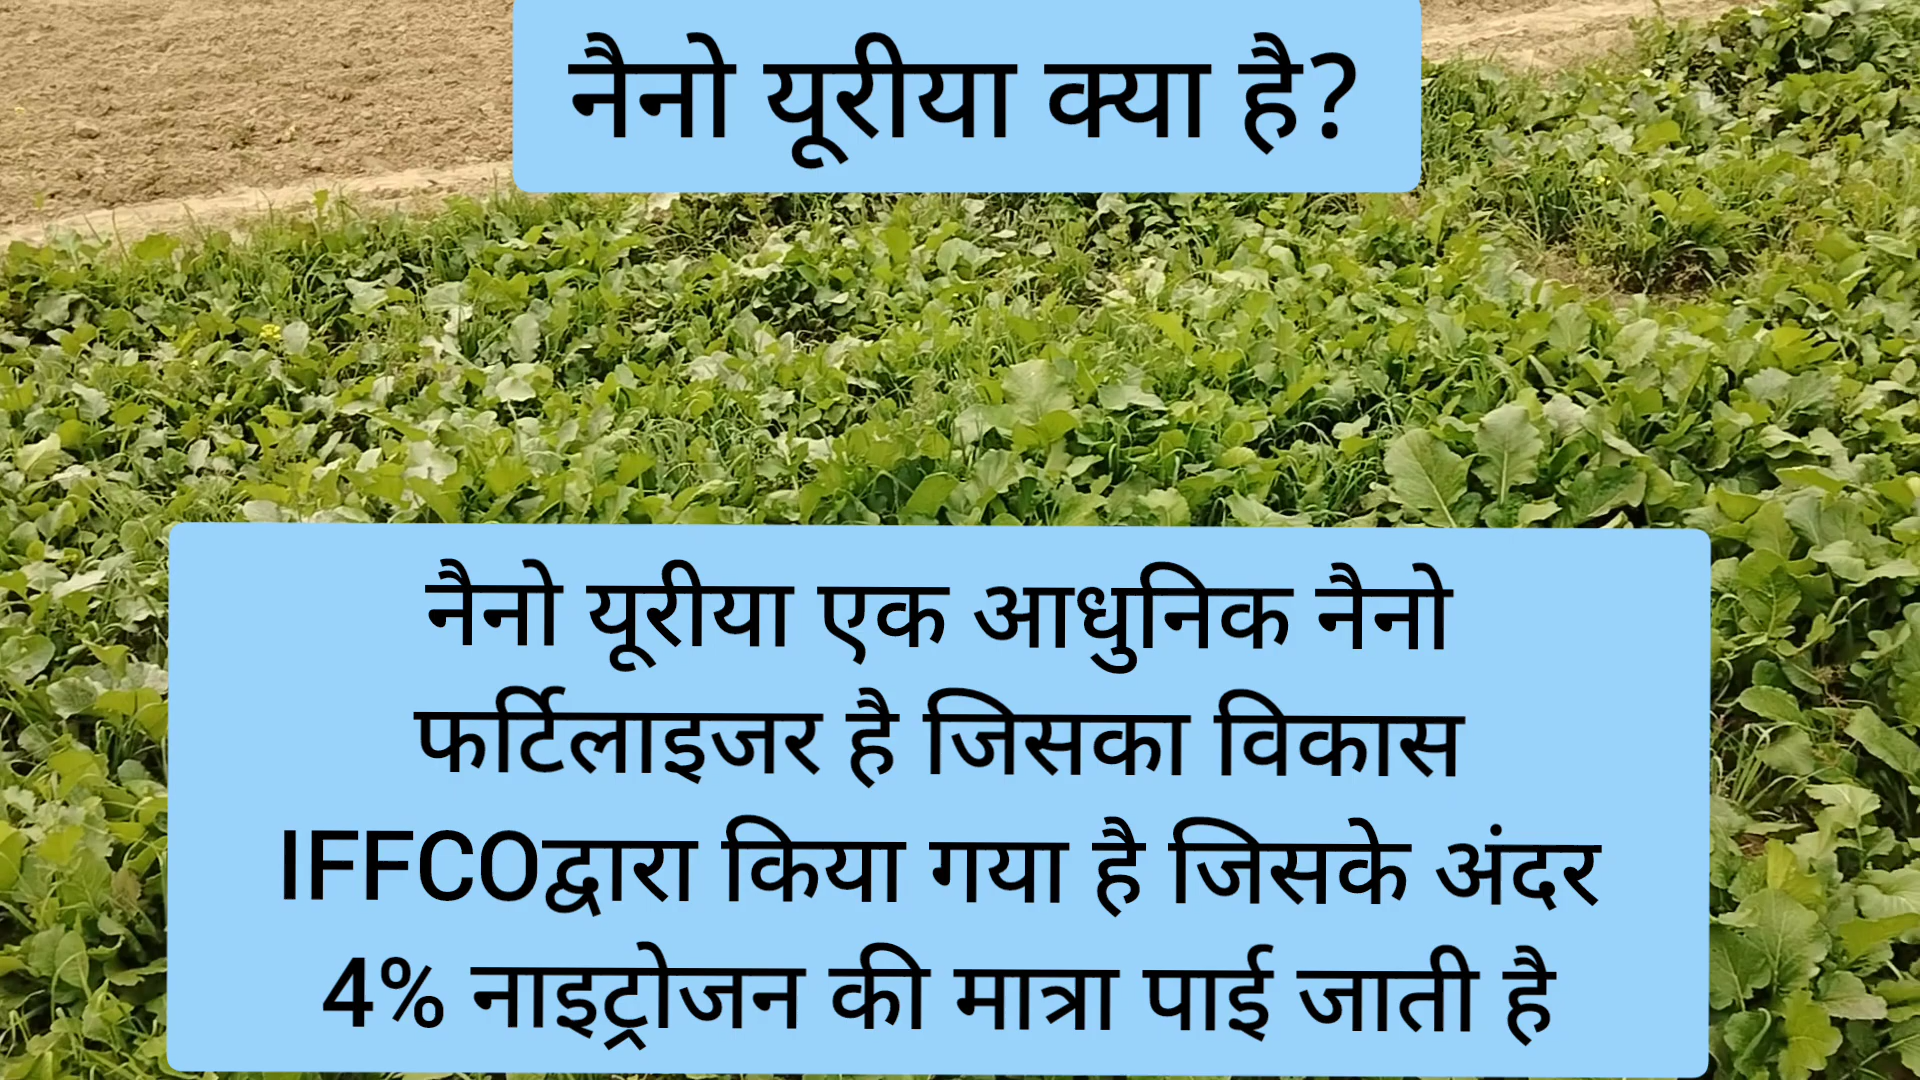 नैनो यूरीया क्या है?
नैनो यूरीया एक आधुनिक नैनो
फर्टिलाइजर है जिसका विकास
IFFCOद्वारा किया गया है जिसके अंदर
4% नाइट्रोजन की मात्रा पाई जाती है